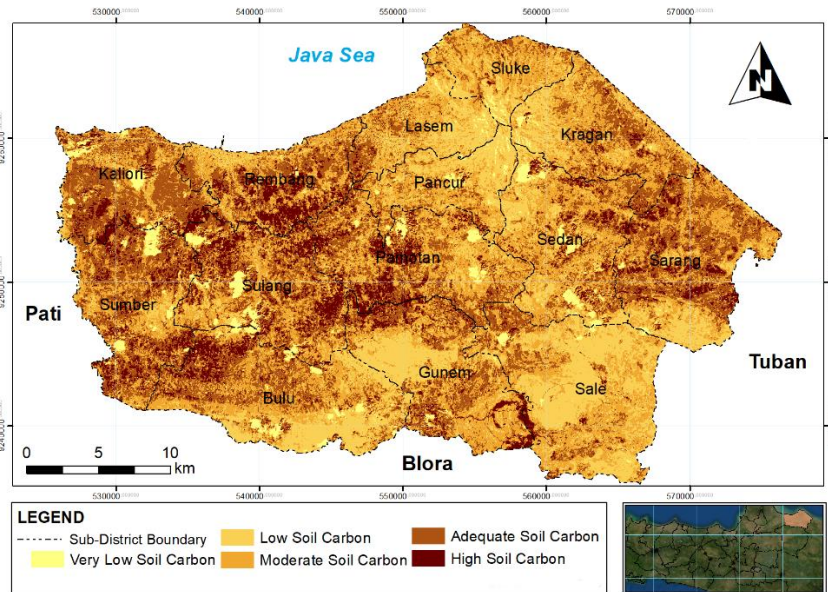 530000 540000 550000 560000 570000
Java Sea
N
Sluke
Lasem
Kragan
Kaliori
Rembang
Pancur
Sedan
Pamotan
Sarang
Sulang
Sumber
Pati
Tuban
Gunem
Sale
Bulu
Blora
0 5 10
km
530000 540000 550000 560000 570000
LEGEND
Sub-District Boundary
Very Low Soil Carbon
Low Soil Carbon
Moderate Soil Carbon
Adequate Soil Carbon
High Soil Carbon